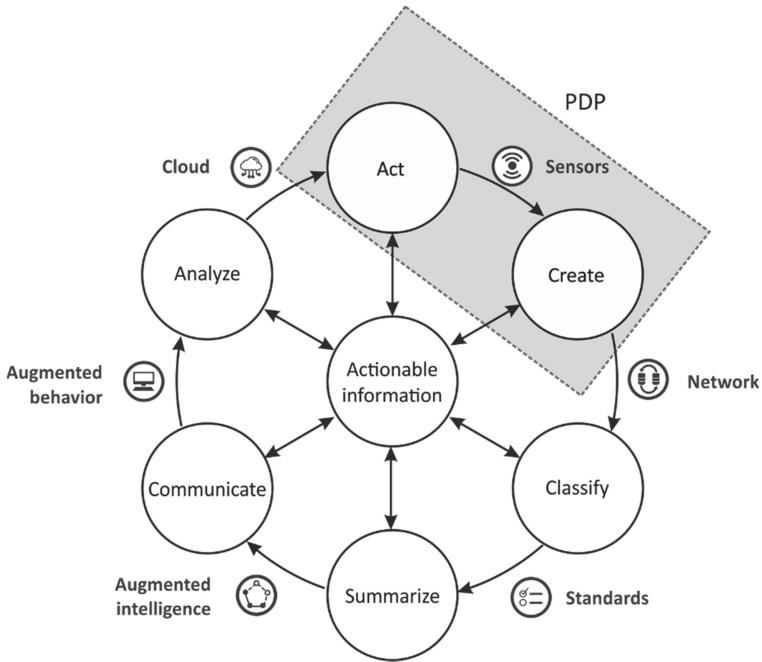 PDP
Cloud
Act
Sensors
Analyze
Create
Actionable
information
Augmented
behavior
Network
Communicate
Classify
Augmented
intelligence
Summarize
Standards